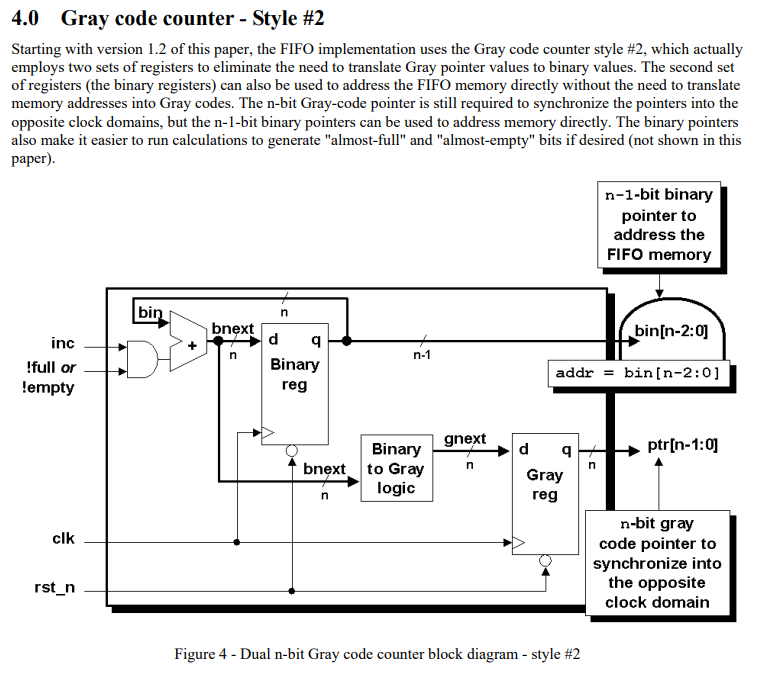 4.0 Gray code counter - Style #2
Starting with version 1.2 of this paper, the FIFO implementation uses the Gray code counter style #2, which actually
employs two sets of registers to eliminate the need to translate Gray pointer values to binary values. The second set
of registers (the binary registers) can also be used to address the FIFO memory directly without the need to translate
memory addresses into Gray codes. The n-bit Gray-code pointer is still required to synchronize the pointers into the
opposite clock domains, but the n-1-bit binary pointers can be used to address memory directly. The binary pointers
also make it easier to run calculations to generate "almost-full" and "almost-empty" bits if desired (not shown in this
paper).
n-1-bit binary
pointer to
address the
FIFO memory
bin
n
bnext
n
+
inc
!full or
!empty
d q
Binary
reg
n-1
bin[n-2:0]
addr = bin[n-2:0]
bnext
n
Binary
to Gray
logic
gnext
n
d q
Gray
reg
n
ptr[n-1:0]
clk
rst_n
n-bit gray
code pointer to
synchronize into
the opposite
clock domain
Figure 4 - Dual n-bit Gray code counter block diagram - style #2